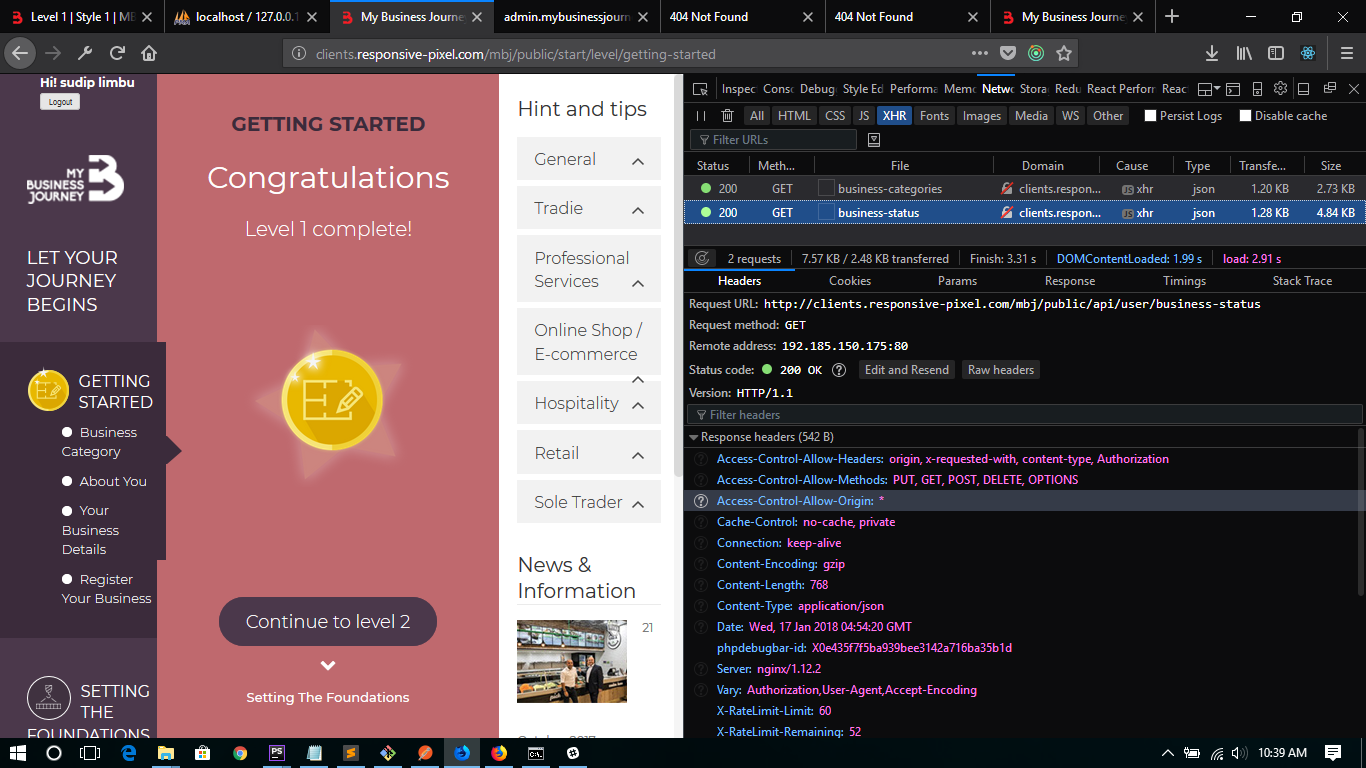 Level 1 | Style 1 | MB
localhost / 127.0.0.1
My Business Journe
admin.mybusinessjourn
404 Not Found
404 Not Found
My Business Journe
clients.responsive-pixel.com/mbj/public/start/level/getting-started
Hi! sudip limbu
Logout
MY
BUSINESS
JOURNEY
LET YOUR
JOURNEY
BEGINS
GETTING
STARTED
Business
Category
About You
Your
Business
Details
Register
Your Business
SETTING
THE
FOUNDATIONS
GETTING STARTED
Congratulations
Level 1 complete!
Continue to level 2
Setting The Foundations
Hint and tips
General
Tradie
Professional
Services
Online Shop /
E-commerce
Hospitality
Retail
Sole Trader
News &
Information
21
October 2017
Inspec Conso Debug Style Ed Performa Memo Netwo Stora Redu React Perform Reac
All HTML CSS JS XHR Fonts Images Media WS Other Persist Logs Disable cache
Filter URLs
Status Meth... File Domain Cause Type Transfe... Size
200 GET business-categories clients.respon... JS xhr json 1.20 KB 2.73 KB
200 GET business-status clients.respon... JS xhr json 1.28 KB 4.84 KB
2 requests 7.57 KB / 2.48 KB transferred Finish: 3.31 s DOMContentLoaded: 1.99 s load: 2.91 s
Headers Cookies Params Response Timings Stack Trace
Request URL: http://clients.responsive-pixel.com/mbj/public/api/user/business-status
Request method: GET
Remote address: 192.185.150.175:80
Status code: 200 OK Edit and Resend Raw headers
Version: HTTP/1.1
Filter headers
Response headers (542 B)
Access-Control-Allow-Headers: origin, x-requested-with, content-type, Authorization
Access-Control-Allow-Methods: PUT, GET, POST, DELETE, OPTIONS
Access-Control-Allow-Origin: *
Cache-Control: no-cache, private
Connection: keep-alive
Content-Encoding: gzip
Content-Length: 768
Content-Type: application/json
Date: Wed, 17 Jan 2018 04:54:20 GMT
phpdebugbar-id: X0e435f7f5ba939bee3142a716ba35b1d
Server: nginx/1.12.2
Vary: Authorization,User-Agent,Accept-Encoding
X-RateLimit-Limit: 60
X-RateLimit-Remaining: 52
10:39 AM